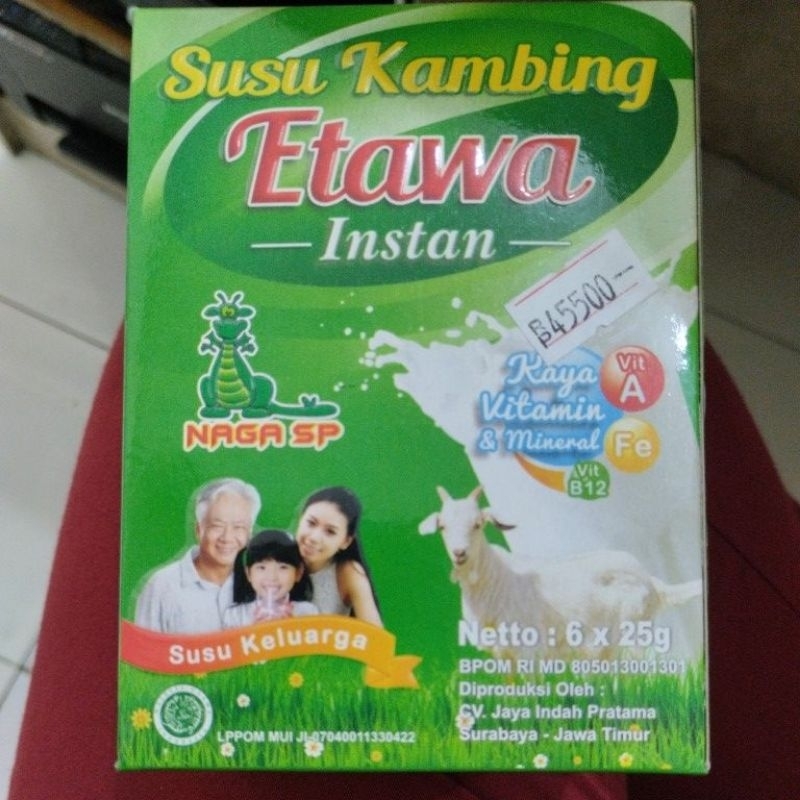 Susu Kambing
Etawa
Instan
B45500
NAGA SP
Kaya
Vitamin
& Mineral
Vit
A
Fe
Vit
B12
Susu Keluarga
Netto : 6 x 25g
BPOM RI MD 805013001301
Diproduksi Oleh :
CV. Jaya Indah Pratama
Surabaya - Jawa Timur
LPPOM MUI JI-07040011330422